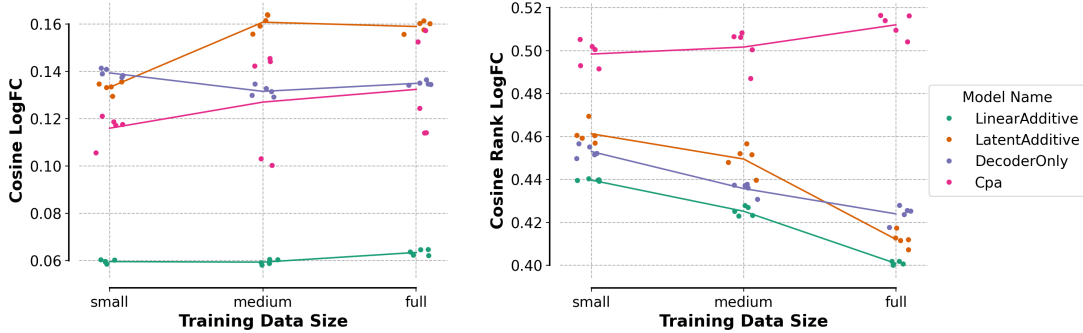 Cosine LogFC
0.16
0.14
0.12
0.10
0.08
0.06
small medium full
Training Data Size
Cosine Rank LogFC
0.52
0.50
0.48
0.46
0.44
0.42
0.40
small medium full
Training Data Size
Model Name
LinearAdditive
LatentAdditive
DecoderOnly
Cpa